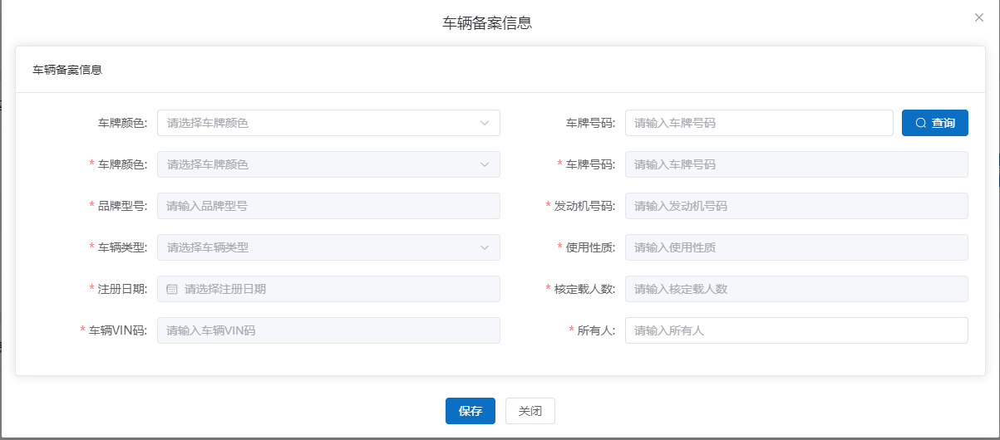 车辆备案信息
车辆备案信息
车牌颜色: 请选择车牌颜色 车牌号码: 请输入车牌号码 查询
* 车牌颜色: 请选择车牌颜色 * 车牌号码: 请输入车牌号码
* 品牌型号: 请输入品牌型号 * 发动机号码: 请输入发动机号码
* 车辆类型: 请选择车辆类型 * 使用性质: 请输入使用性质
* 注册日期: 请选择注册日期 * 核定载人数: 请输入核定载人数
* 车辆VIN码: 请输入车辆VIN码 * 所有人: 请输入所有人
保存 关闭